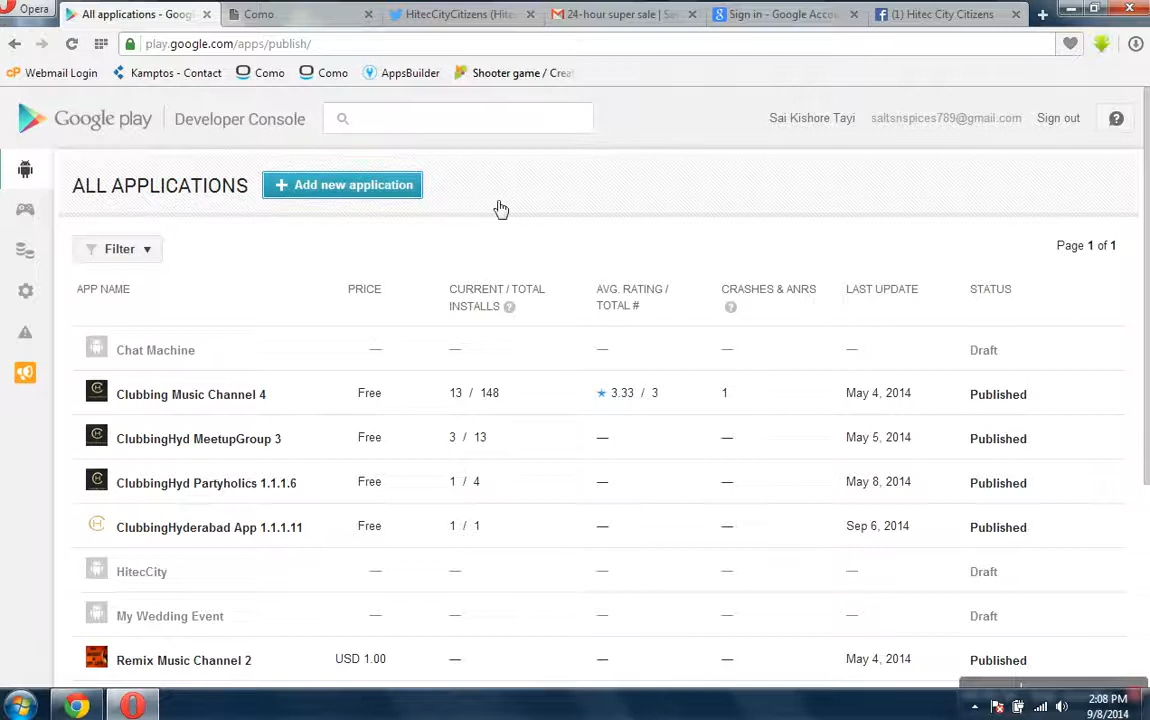 Opera
All applications - Goog
Como
HitecCityCitizens (Hite
24-hour super sale | Sa
Sign in - Google Accou
(1) Hitec City Citizens
play.google.com/apps/publish/
Webmail Login
Kamptos - Contact
Como
Como
AppsBuilder
Shooter game / Crea
Google play
Developer Console
Sai Kishore Tayi
saltsnspices789@gmail.com
Sign out
ALL APPLICATIONS
+ Add new application
Filter
Page 1 of 1
APP NAME
PRICE
CURRENT / TOTAL
INSTALLS
AVG. RATING /
TOTAL #
CRASHES & ANRS
LAST UPDATE
STATUS
Chat Machine — — — — — Draft
Clubbing Music Channel 4 Free 13 / 148 ★ 3.33 / 3 1 May 4, 2014 Published
ClubbingHyd MeetupGroup 3 Free 3 / 13 — — May 5, 2014 Published
ClubbingHyd Partyholics 1.1.1.6 Free 1 / 4 — — May 8, 2014 Published
ClubbingHyderabad App 1.1.1.11 Free 1 / 1 — — Sep 6, 2014 Published
HitecCity — — — — — Draft
My Wedding Event — — — — — Draft
Remix Music Channel 2 USD 1.00 — — — May 4, 2014 Published
2:08 PM
9/8/2014